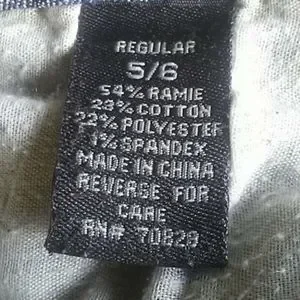 REGULAR
5/6
54% RAMIE
23% COTTON
22% POLYESTER
1% SPANDEX
MADE IN CHINA
REVERSE FOR
CARE
RN# 70828